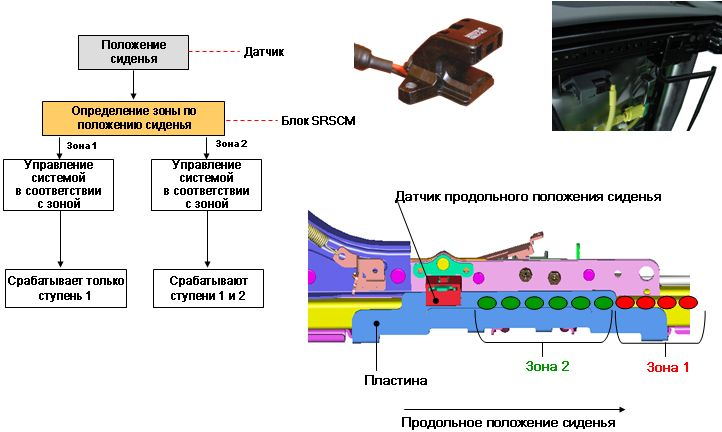 Положение
сиденья
Датчик
Определение зоны по
положению сиденья
Блок SRSCM
Зона 1
Зона 2
Управление
системой
в соответствии
с зоной
Управление
системой
в соответствии
с зоной
Срабатывает только
ступень 1
Срабатывают
ступени 1 и 2
Датчик продольного положения сиденья
Зона 2
Зона 1
Пластина
Продольное положение сиденья